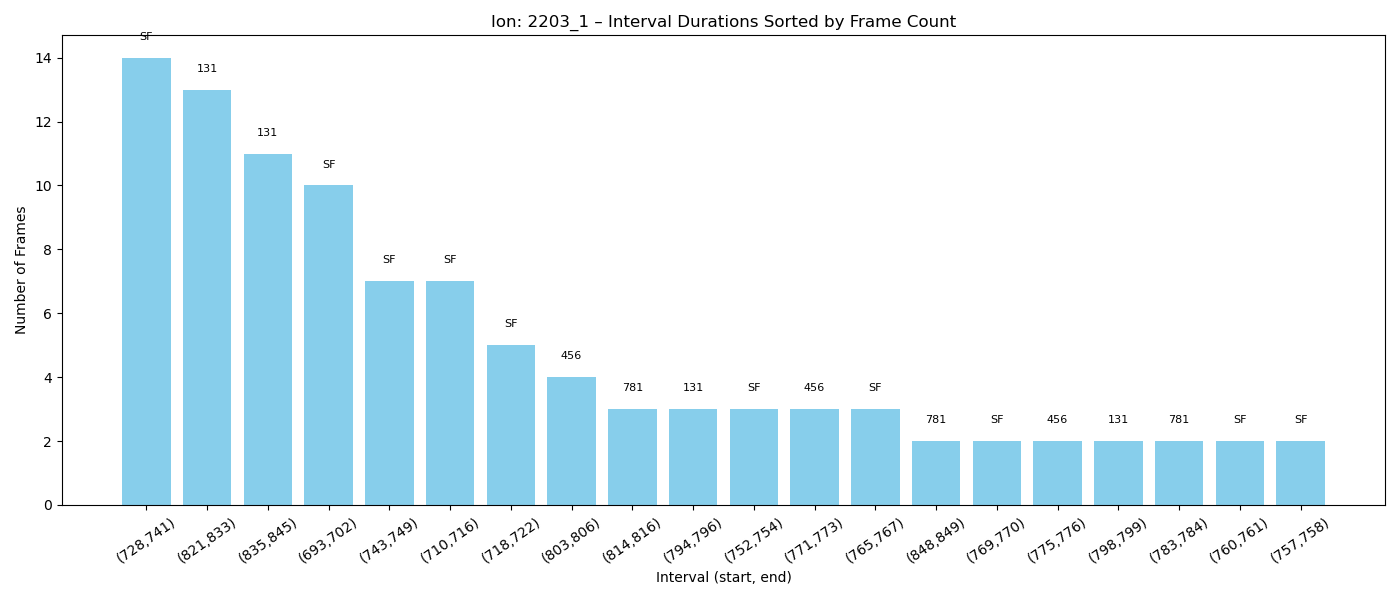 Ion: 2203_1 – Interval Durations Sorted by Frame Count
Number of Frames
14
12
10
8
6
4
2
0
SF
131
131
SF
SF
SF
SF
456
781
131
SF
456
SF
781
SF
456
131
781
SF
SF
(728,741)
(821,833)
(835,845)
(693,702)
(743,749)
(710,716)
(718,722)
(803,806)
(814,816)
(794,796)
(752,754)
(771,773)
(765,767)
(848,849)
(769,770)
(775,776)
(798,799)
(783,784)
(760,761)
(757,758)
Interval (start, end)